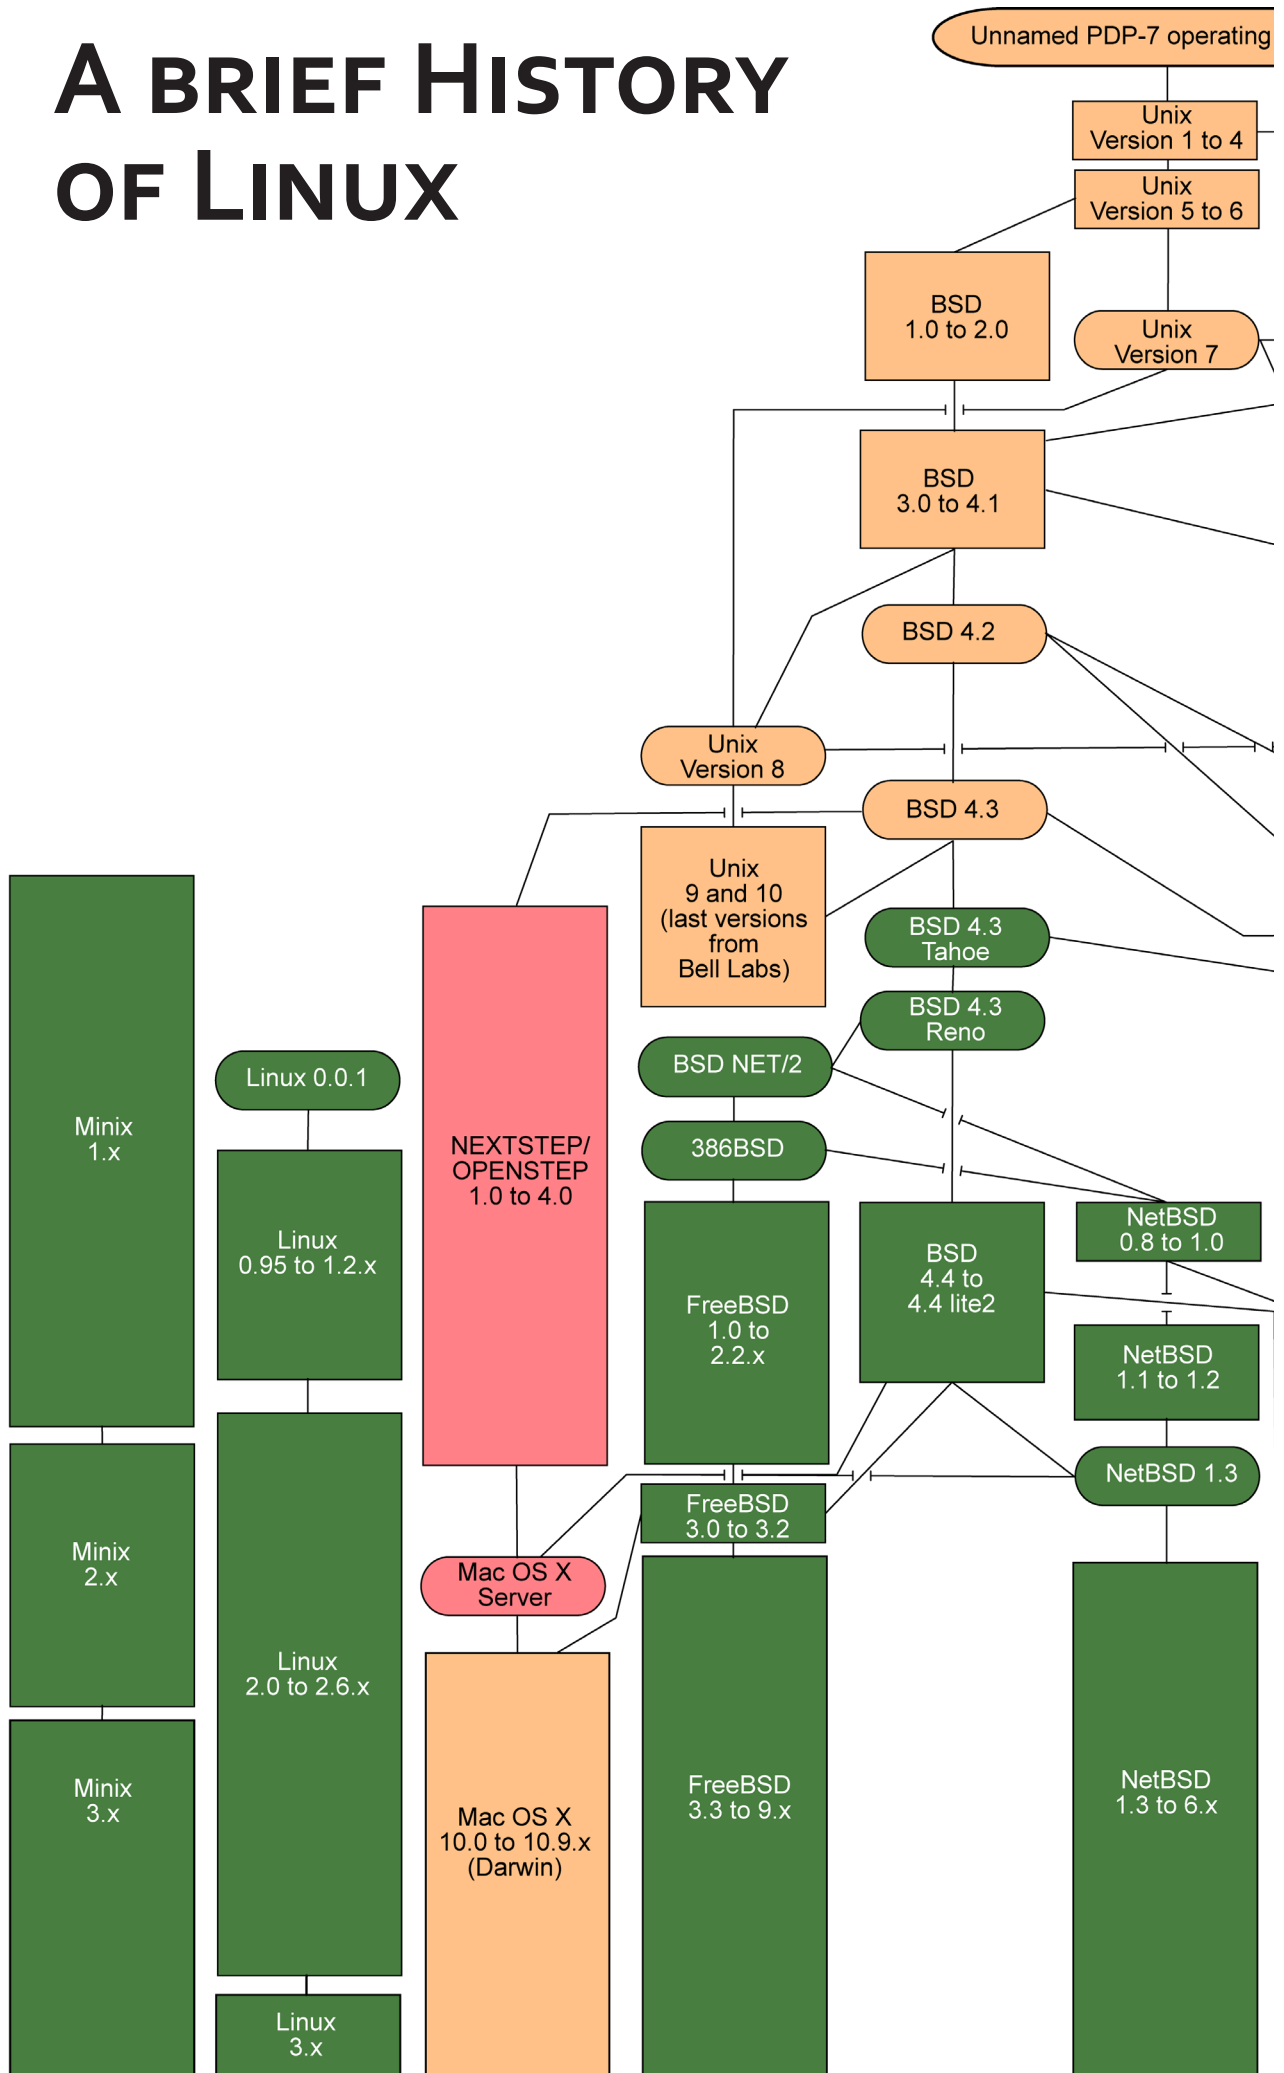 A BRIEF HISTORY
OF LINUX
Unnamed PDP-7 operating
Unix
Version 1 to 4
Unix
Version 5 to 6
BSD
1.0 to 2.0
Unix
Version 7
BSD
3.0 to 4.1
BSD 4.2
Unix
Version 8
BSD 4.3
Unix
9 and 10
(last versions
from
Bell Labs)
BSD 4.3
Tahoe
BSD 4.3
Reno
BSD NET/2
Linux 0.0.1
Minix
1.x
NEXTSTEP/
OPENSTEP
1.0 to 4.0
386BSD
Linux
0.95 to 1.2.x
NetBSD
0.8 to 1.0
BSD
4.4 to
4.4 lite2
FreeBSD
1.0 to
2.2.x
NetBSD
1.1 to 1.2
NetBSD 1.3
FreeBSD
3.0 to 3.2
Minix
2.x
Mac OS X
Server
Linux
2.0 to 2.6.x
Minix
3.x
Mac OS X
10.0 to 10.9.x
(Darwin)
FreeBSD
3.3 to 9.x
NetBSD
1.3 to 6.x
Linux
3.x